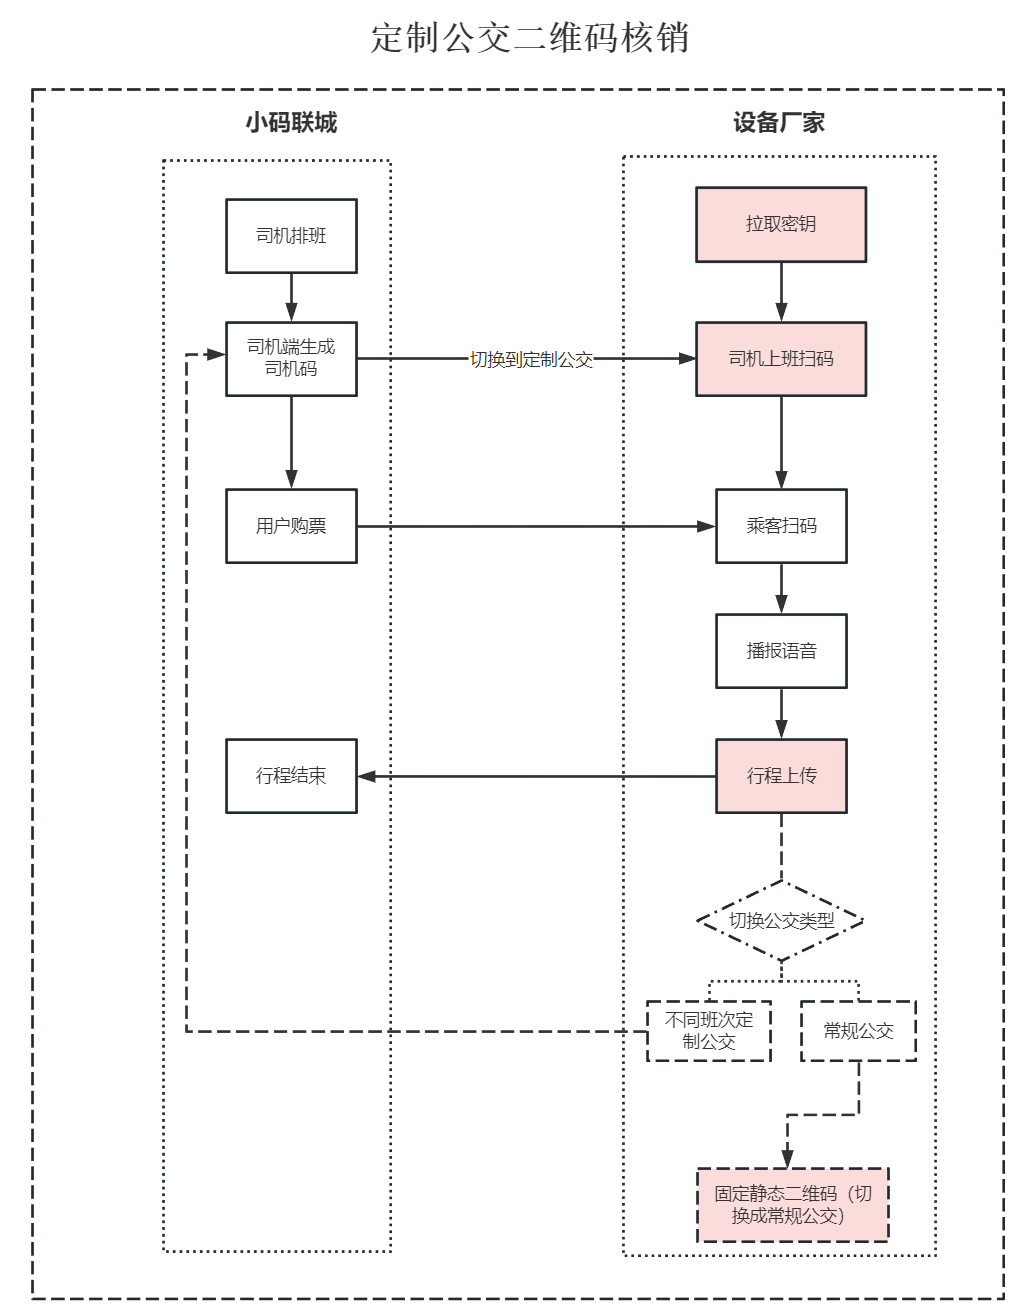 定制公交二维码核销
小码联城
设备厂家
司机排班
拉取密钥
司机端生成
司机码
切换到定制公交
司机上班扫码
用户购票
乘客扫码
播报语音
行程结束
行程上传
切换公交类型
不同班次定
制公交
常规公交
固定静态二维码（切
换成常规公交）